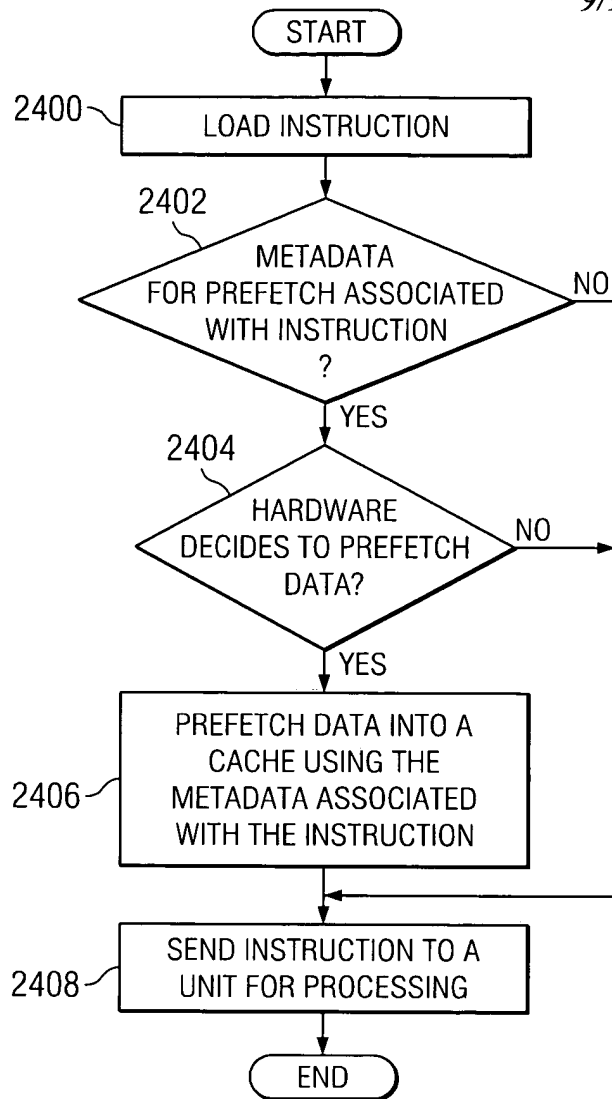 START
2400
LOAD INSTRUCTION
2402
METADATA
FOR PREFETCH ASSOCIATED
WITH INSTRUCTION
?
NO
YES
2404
HARDWARE
DECIDES TO PREFETCH
DATA?
NO
YES
2406
PREFETCH DATA INTO A
CACHE USING THE
METADATA ASSOCIATED
WITH THE INSTRUCTION
2408
SEND INSTRUCTION TO A
UNIT FOR PROCESSING
END